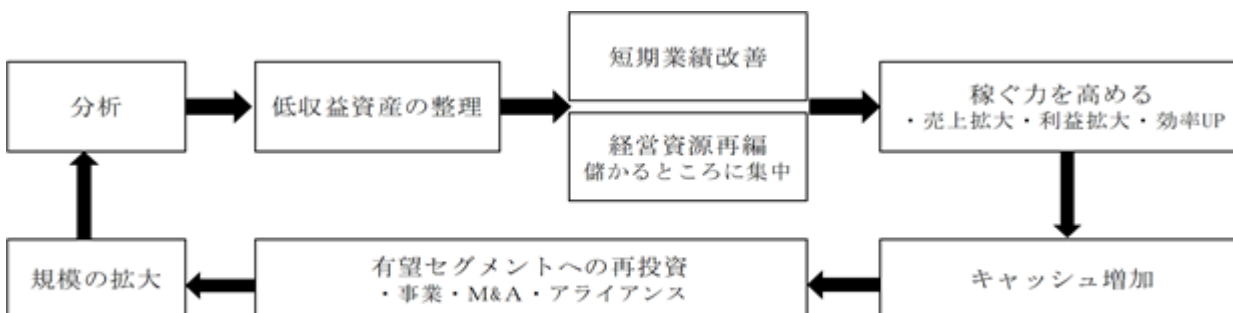 分析
低収益資産の整理
短期業績改善
経営資源再編
儲かるところに集中
稼ぐ力を高める
・売上拡大・利益拡大・効率UP
規模の拡大
有望セグメントへの再投資
・事業・M&A・アライアンス
キャッシュ増加